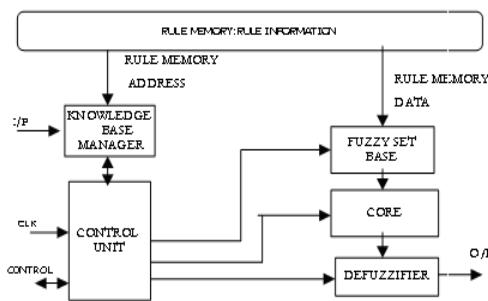 RULE MEMORY: RULE INFORMATION
RULE MEMORY
ADDRESS
RULE MEMORY
DATA
I/P
KNOWLEDGE
BASE
MANAGER
FUZZY SET
BASE
CORE
CLK
CONTROL
UNIT
CONTROL
DEFUZZIFIER